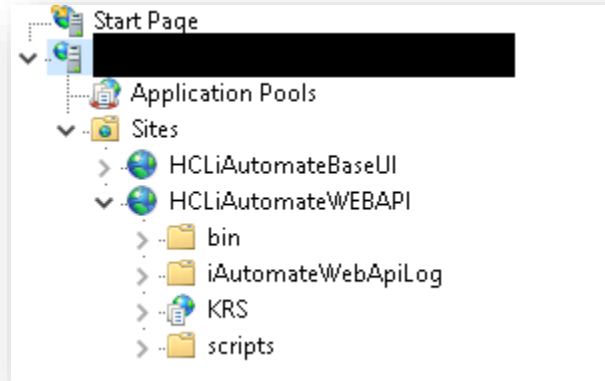 Start Page
Application Pools
Sites
HCLiAutomateBaseUI
HCLiAutomateWEBAPI
bin
iAutomateWebApiLog
KRS
scripts